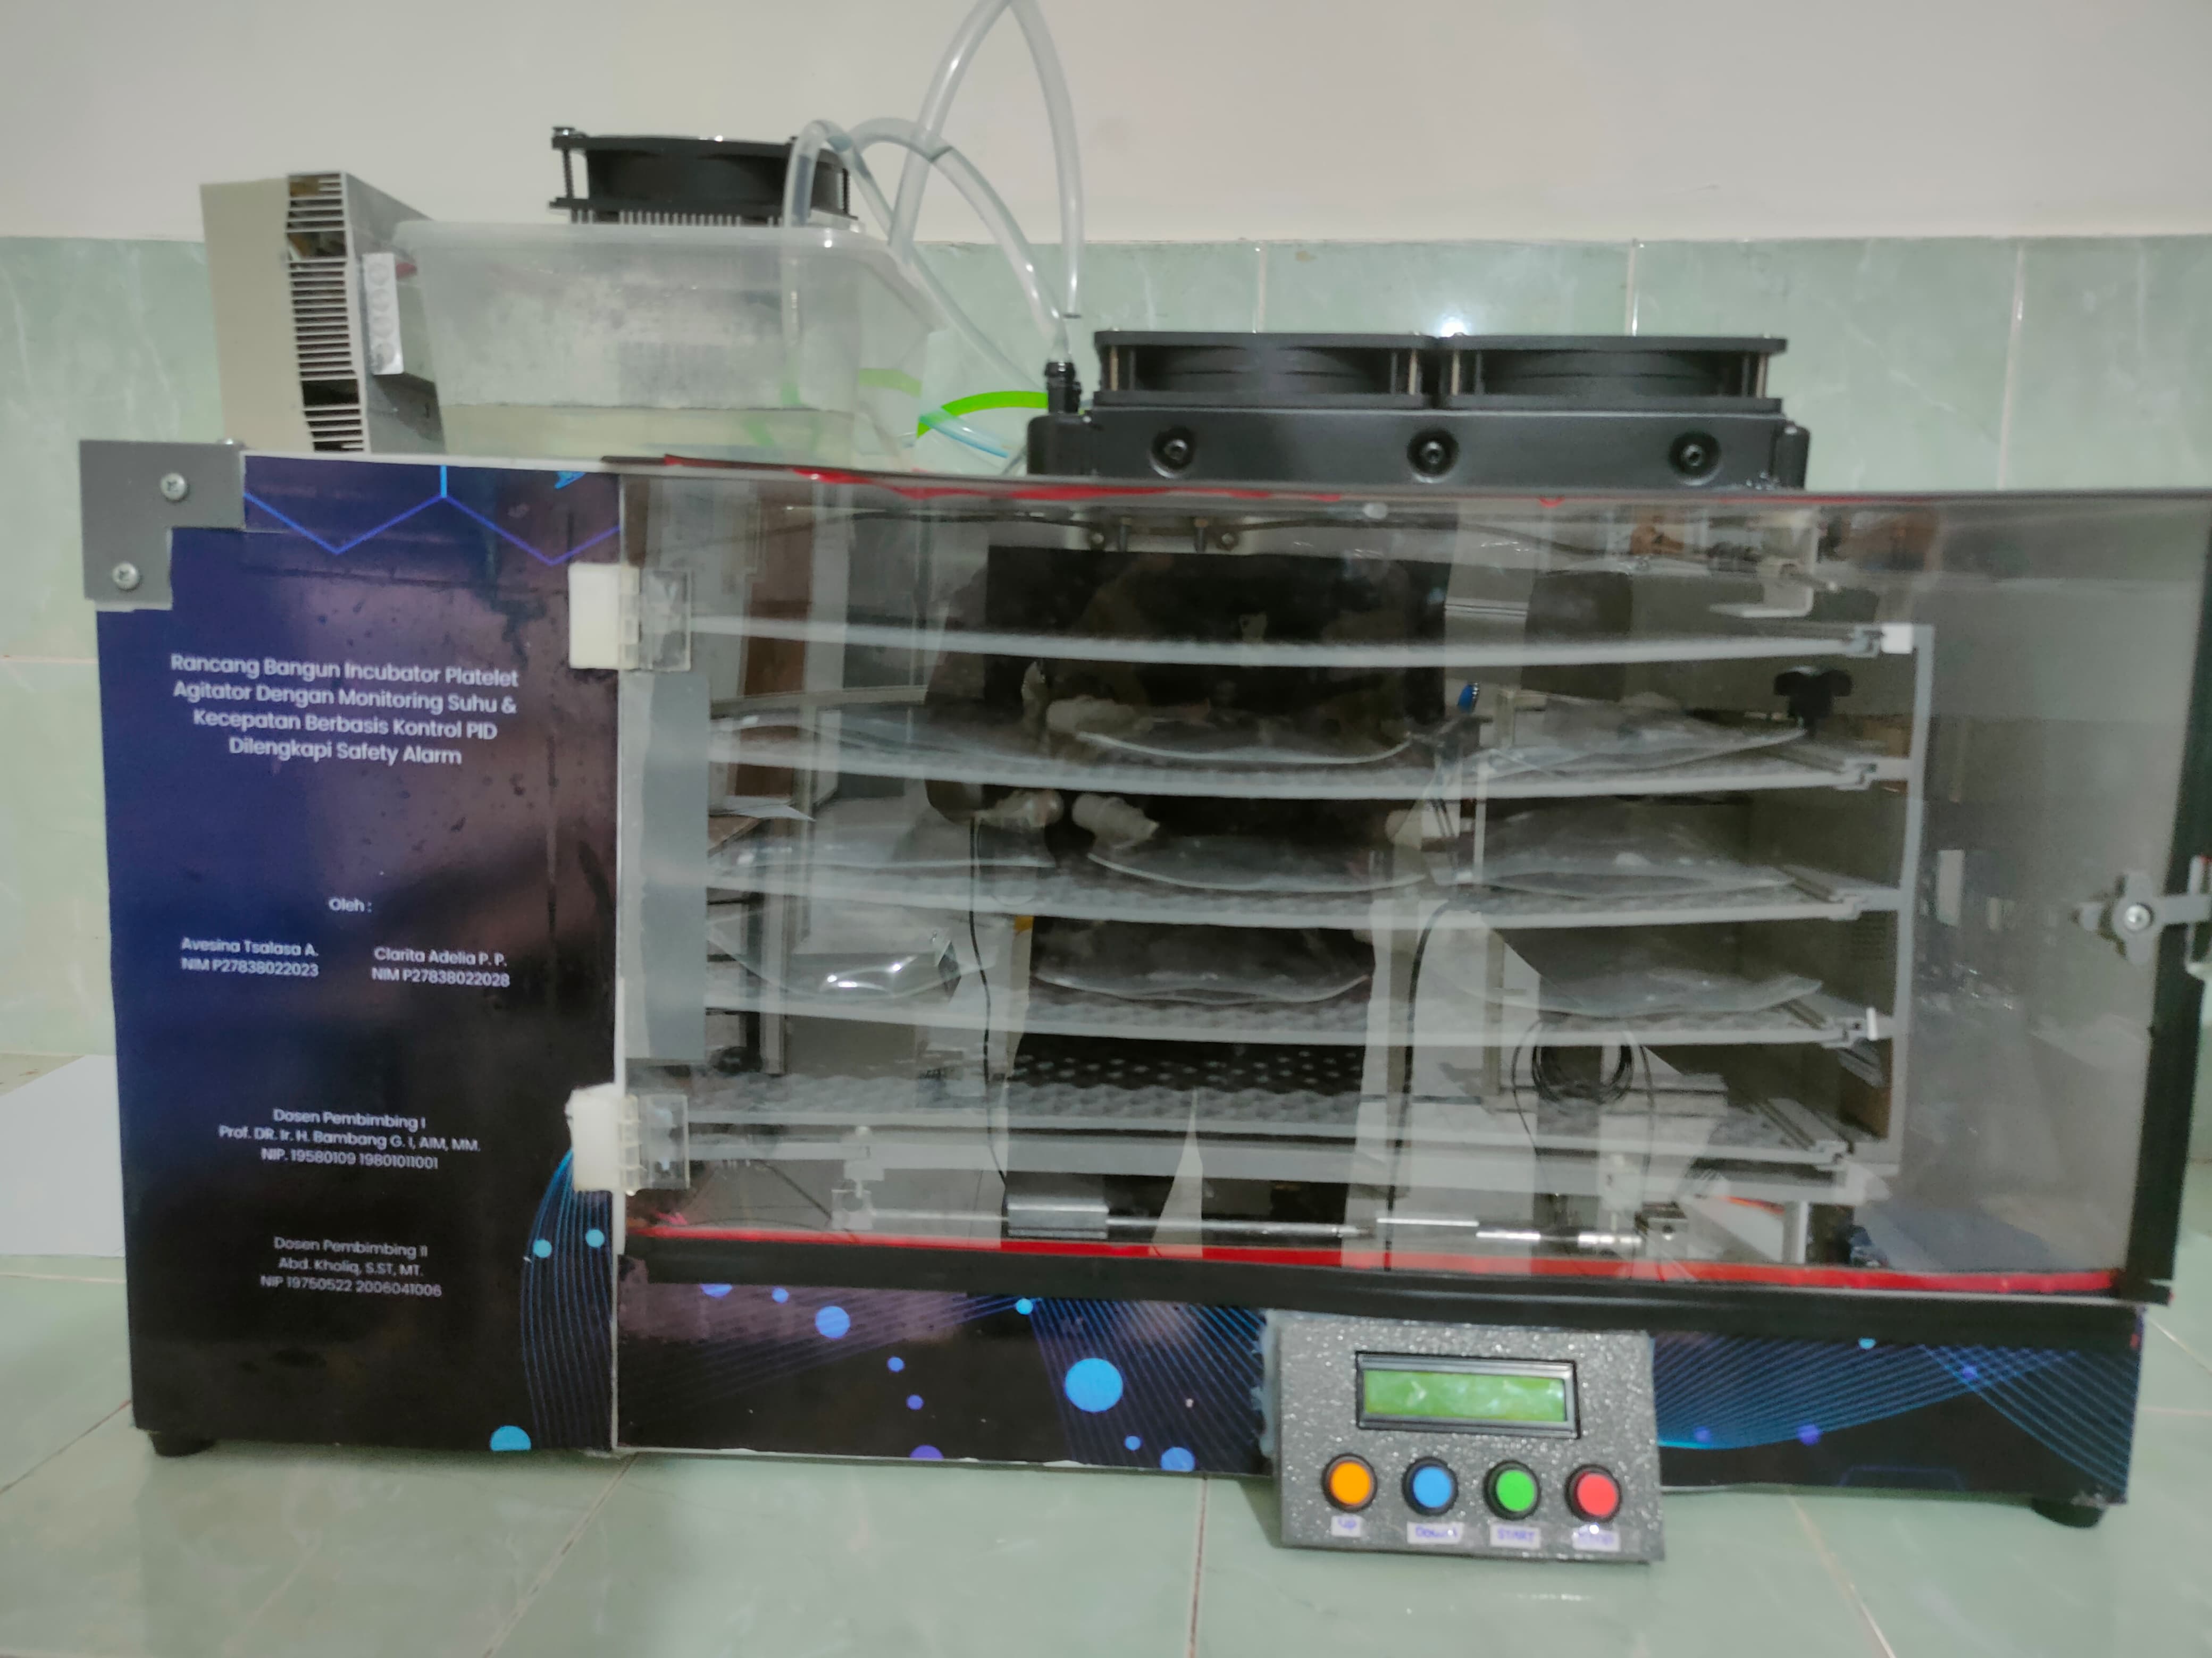 Rancang Bangun Incubator Platelet
Agitator Dengan Monitoring Suhu &
Kecepatan Berbasis Kontrol PID
Dilengkapi Safety Alarm
Oleh :
Avesina Tsalasa A.
NIM P27838022023
Clarita Adelia P. P.
NIM P27838022028
Dosen Pembimbing I
Prof. DR. Ir. H. Bambang G. I, AIM, MM.
NIP. 19580109 19801011001
Dosen Pembimbing II
Abd. Kholiq, S.ST, MT.
NIP 19750522 2006041006
UP
DOWN
START